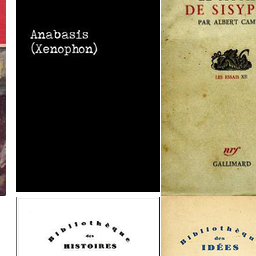 Anabasis
(Xenophon)
DE SISYP
PAR ALBERT CAM
LES ESSAIS XII
nrf
GALLIMARD
Bibliothèque
des
HISTOIRES
Bibliothèque
des
IDÉES